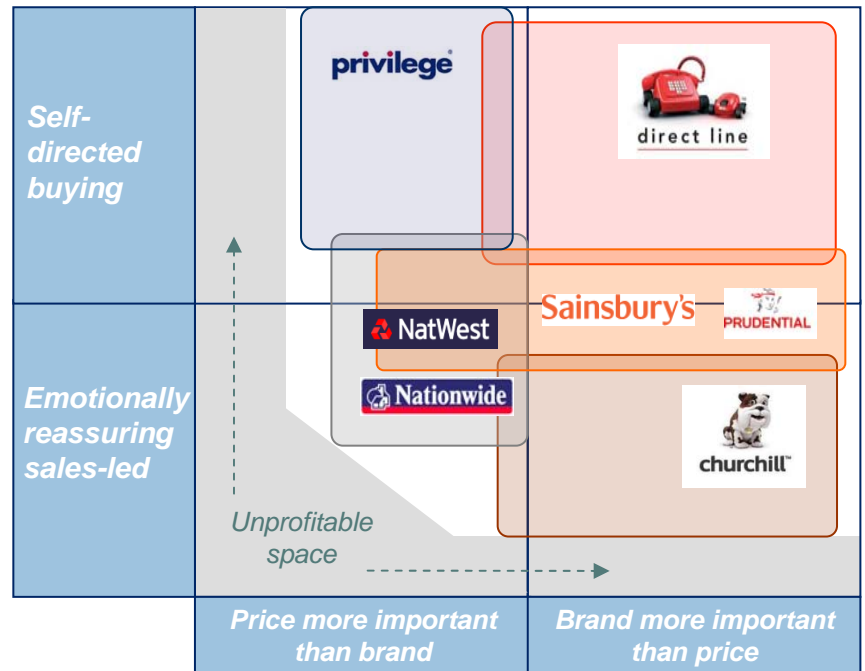 privilege
direct line
Self-
directed
buying
Sainsbury's
PRUDENTIAL
NatWest
Nationwide
Emotionally
reassuring
sales-led
churchill™
Unprofitable
space
Price more important
than brand
Brand more important
than price